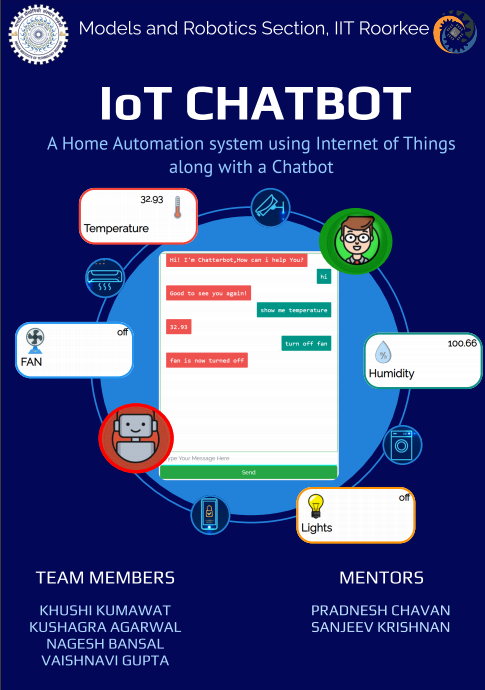 Models and Robotics Section, IIT Roorkee
IoT CHATBOT
A Home Automation system using Internet of Things
along with a Chatbot
32.93
Temperature
Hi! I'm Chatterbot,How can i help You?
hi
Good to see you again!
show me temperature
32.93
turn off fan
fan is now turned off
off
FAN
100.66
%
Humidity
ype Your Message Here
Send
off
Lights
TEAM MEMBERS
KHUSHI KUMAWAT
KUSHAGRA AGARWAL
NAGESH BANSAL
VAISHNAVI GUPTA
MENTORS
PRADNESH CHAVAN
SANJEEV KRISHNAN